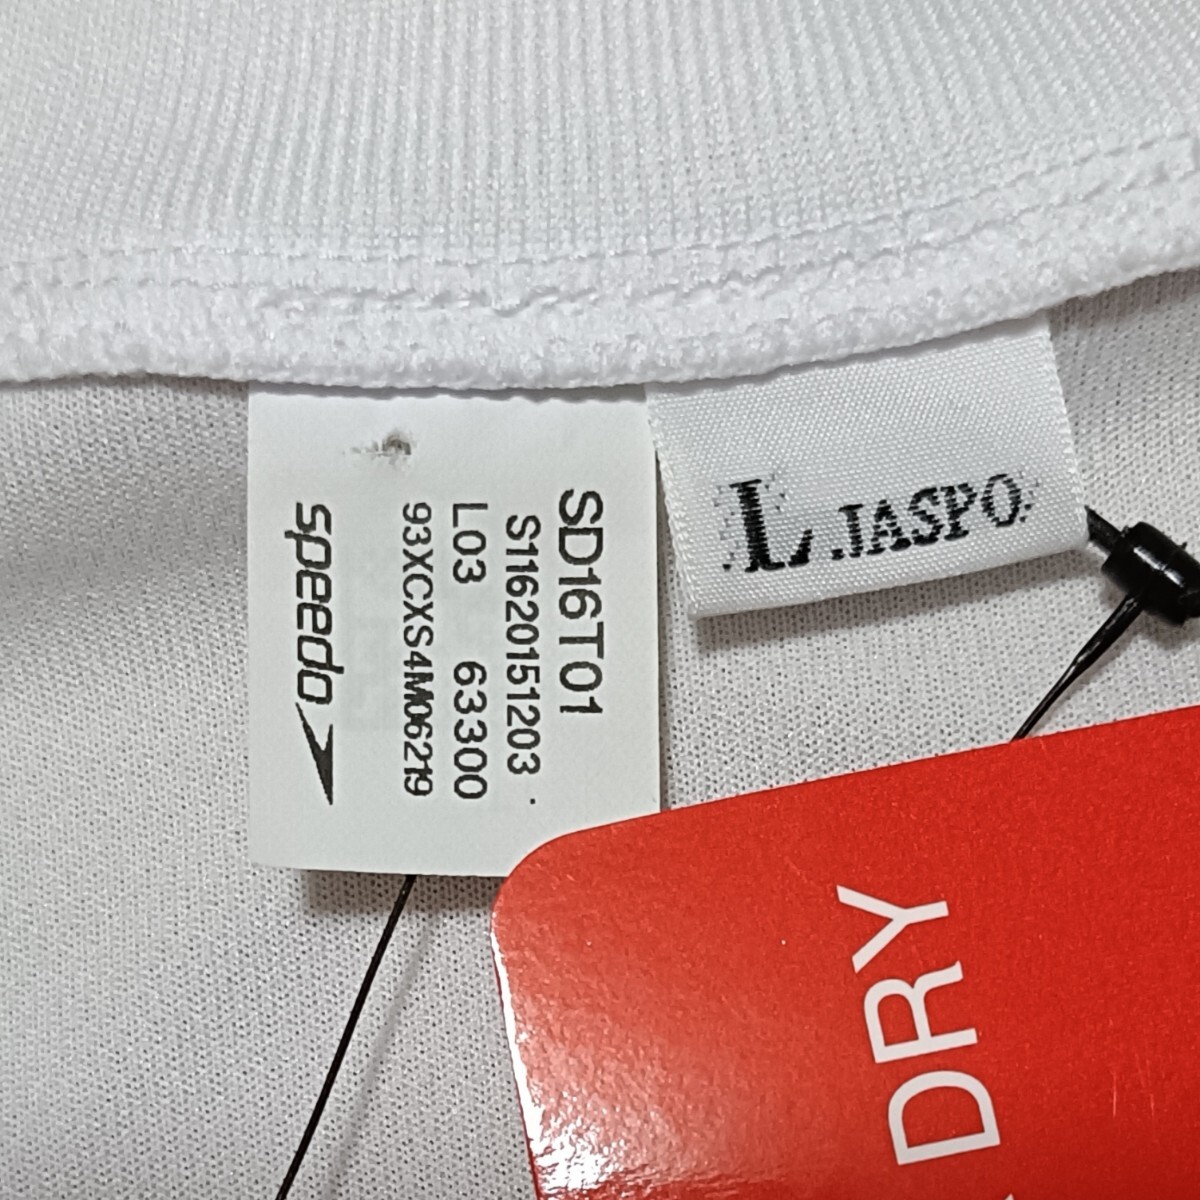 SD16T01
S11620151203
L03 63300
93XCXS4M06219
speedo
L JASPO
DRY